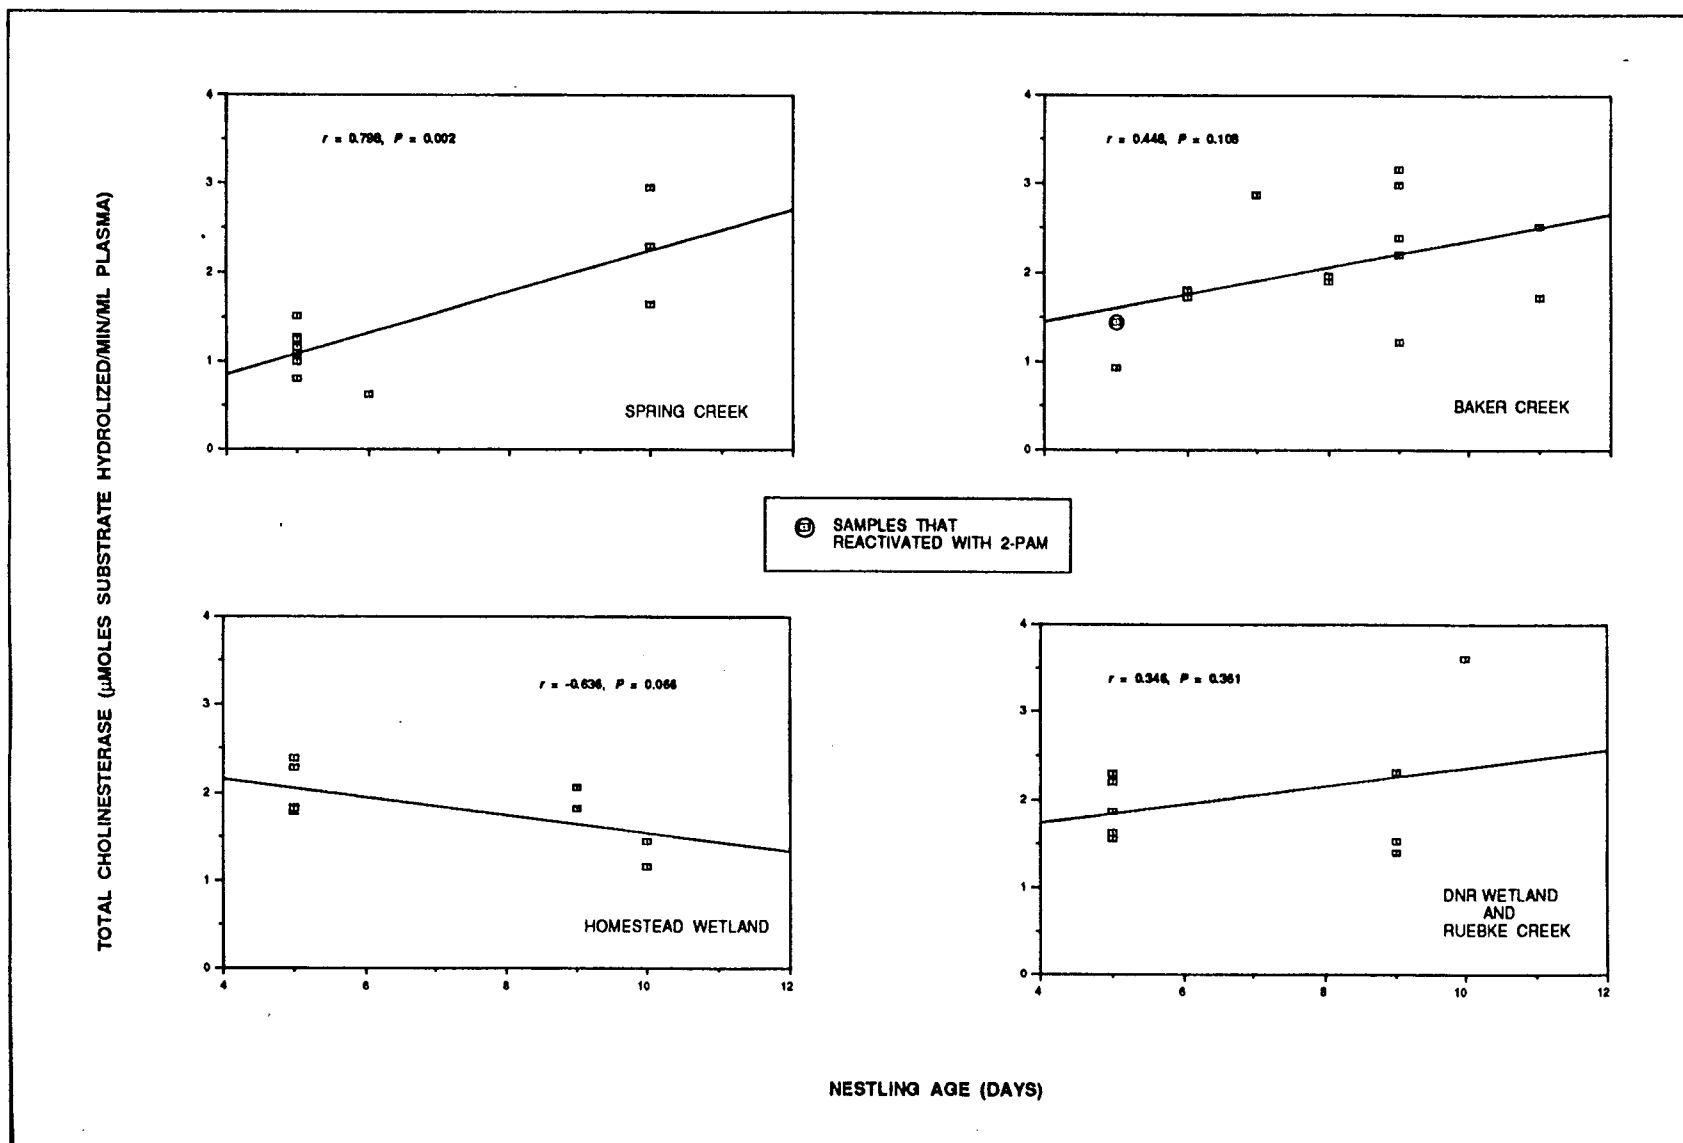 TOTAL CHOLINESTERASE (µMOLES SUBSTRATE HYDROLIZED/MIN/ML PLASMA)
4
3
2
1
0
r = 0.798, P = 0.002
SPRING CREEK
4
3
2
1
0
r = 0.448, P = 0.108
BAKER CREEK
SAMPLES THAT
REACTIVATED WITH 2-PAM
4
3
2
1
0
r = -0.636, P = 0.066
HOMESTEAD WETLAND
4
6
8
10
12
4
3
2
1
0
r = 0.346, P = 0.361
DNR WETLAND
AND
RUEBKE CREEK
4
6
8
10
12
NESTLING AGE (DAYS)